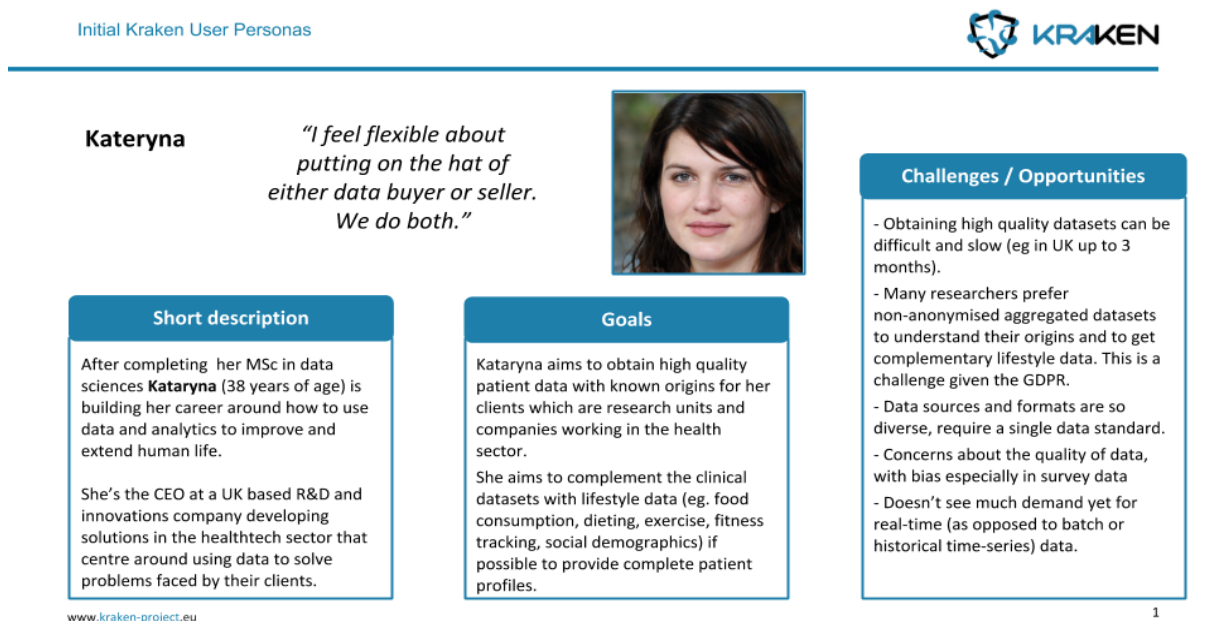 Initial Kraken User Personas
KRAKEN
Kateryna
“I feel flexible about
putting on the hat of
either data buyer or seller.
We do both.”
Short description
After completing  her MSc in data
sciences Kataryna (38 years of age) is
building her career around how to use
data and analytics to improve and
extend human life.
She’s the CEO at a UK based R&D and
innovations company developing
solutions in the healthtech sector that
centre around using data to solve
problems faced by their clients.
Goals
Kataryna aims to obtain high quality
patient data with known origins for her
clients which are research units and
companies working in the health
sector.
She aims to complement the clinical
datasets with lifestyle data (eg. food
consumption, dieting, exercise, fitness
tracking, social demographics) if
possible to provide complete patient
profiles.
Challenges / Opportunities
- Obtaining high quality datasets can be
difficult and slow (eg in UK up to 3
months).
- Many researchers prefer
non-anonymised aggregated datasets
to understand their origins and to get
complementary lifestyle data. This is a
challenge given the GDPR.
- Data sources and formats are so
diverse, require a single data standard.
- Concerns about the quality of data,
with bias especially in survey data
- Doesn’t see much demand yet for
real-time (as opposed to batch or
historical time-series) data.
www.kraken-project.eu
1